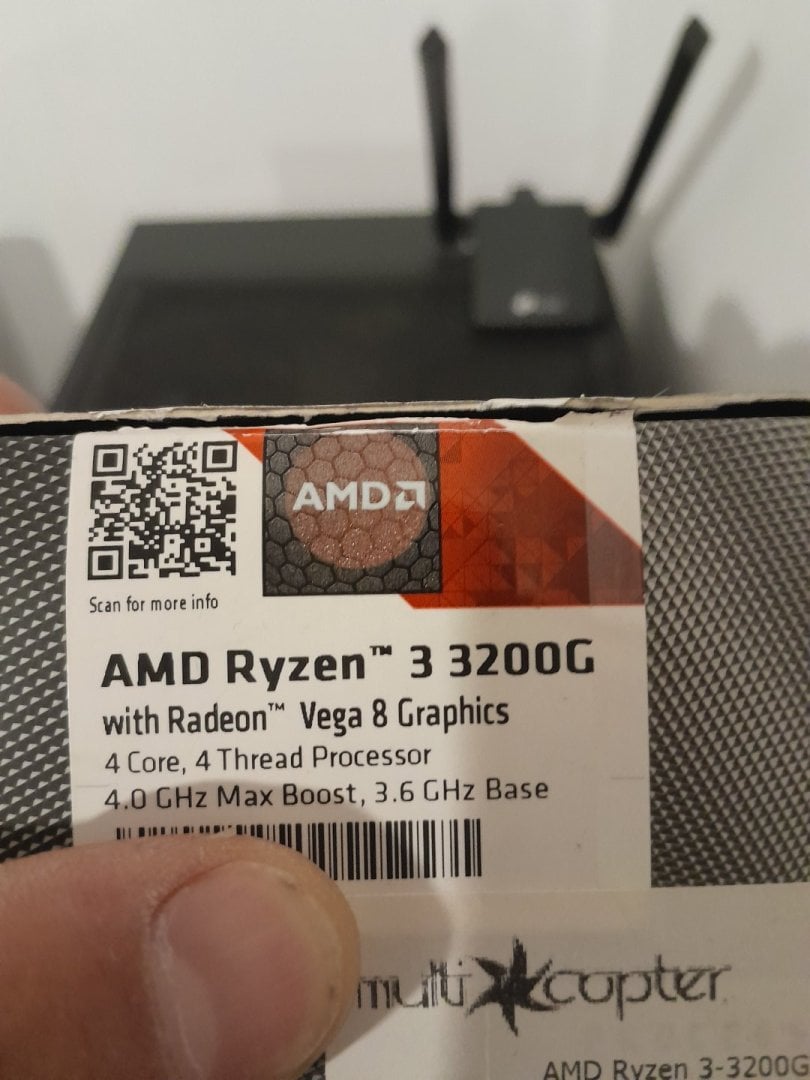 AMD
Scan for more info
AMD Ryzen™ 3 3200G
with Radeon™ Vega 8 Graphics
4 Core, 4 Thread Processor
4.0 GHz Max Boost, 3.6 GHz Base
multi copter
AMD Ryzen 3-3200G